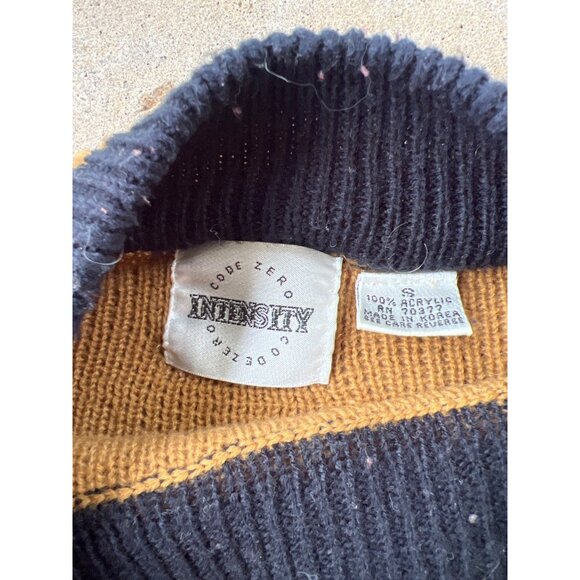 CODE ZERO
INTENSITY
CODE ZERO
S
100% ACRYLIC
RN 70377
MADE IN KOREA
SEE CARE REVERSE